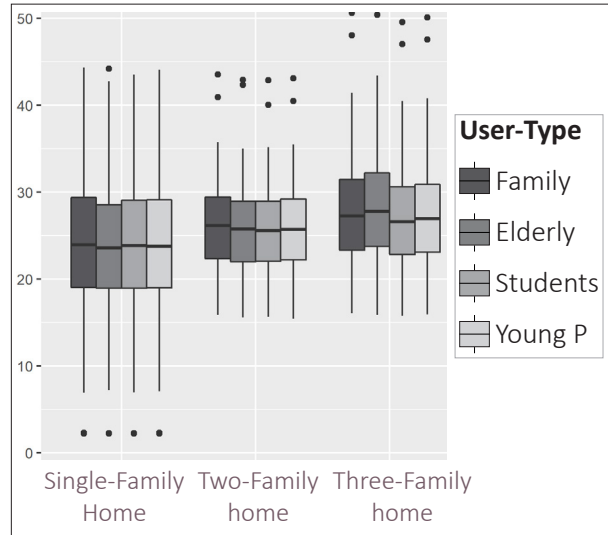 50
40
30
20
10
0
Single-Family
Home
Two-Family
home
Three-Family
home
User-Type
Family
Elderly
Students
Young P